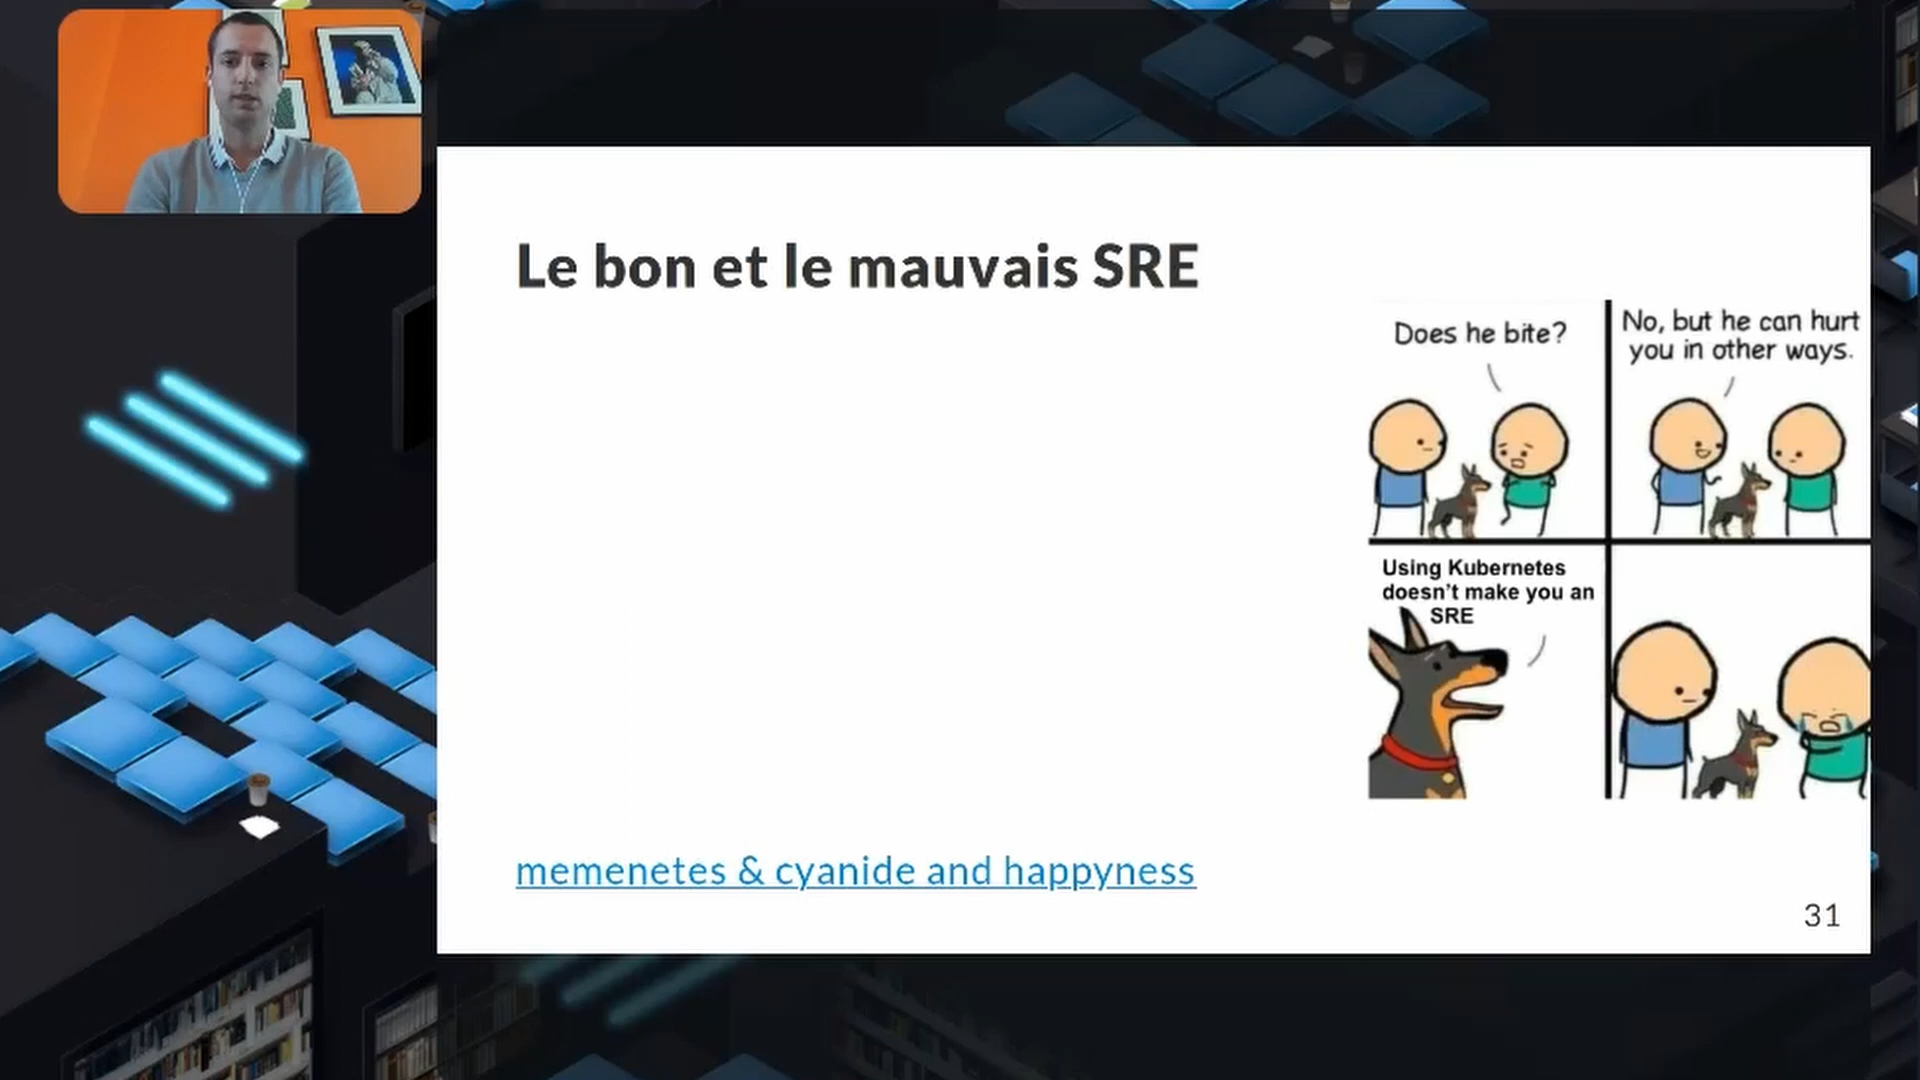 Le bon et le mauvais SRE
Does he bite?
No, but he can hurt
you in other ways.
Using Kubernetes
doesn't make you an
SRE
memenetes & cyanide and happyness
31